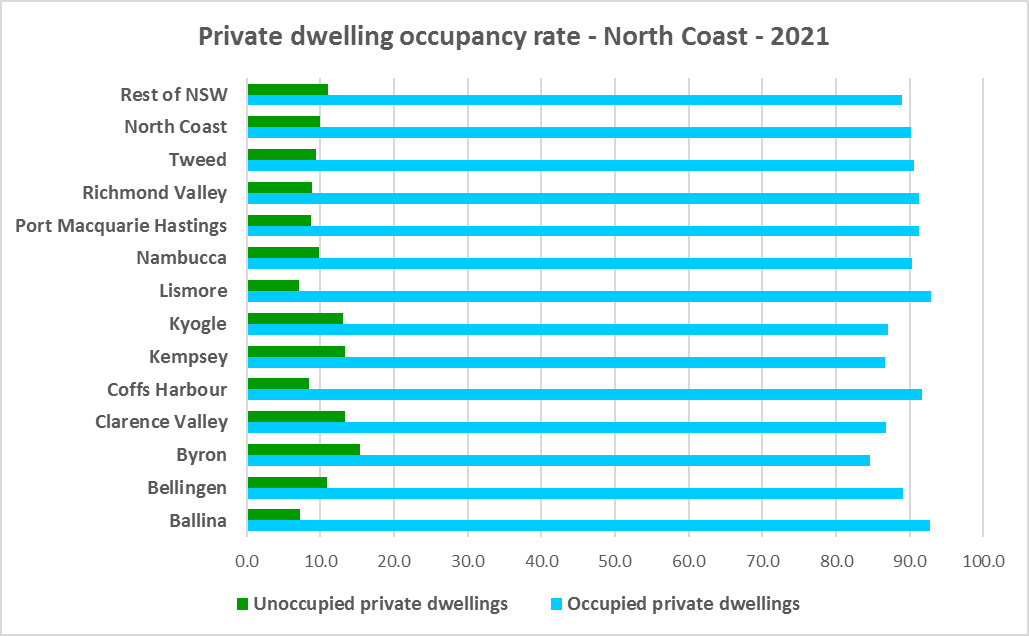 Private dwelling occupancy rate - North Coast - 2021
Rest of NSW
North Coast
Tweed
Richmond Valley
Port Macquarie Hastings
Nambucca
Lismore
Kyogle
Kempsey
Coffs Harbour
Clarence Valley
Byron
Bellingen
Ballina
0.0 10.0 20.0 30.0 40.0 50.0 60.0 70.0 80.0 90.0 100.0
Unoccupied private dwellings Occupied private dwellings